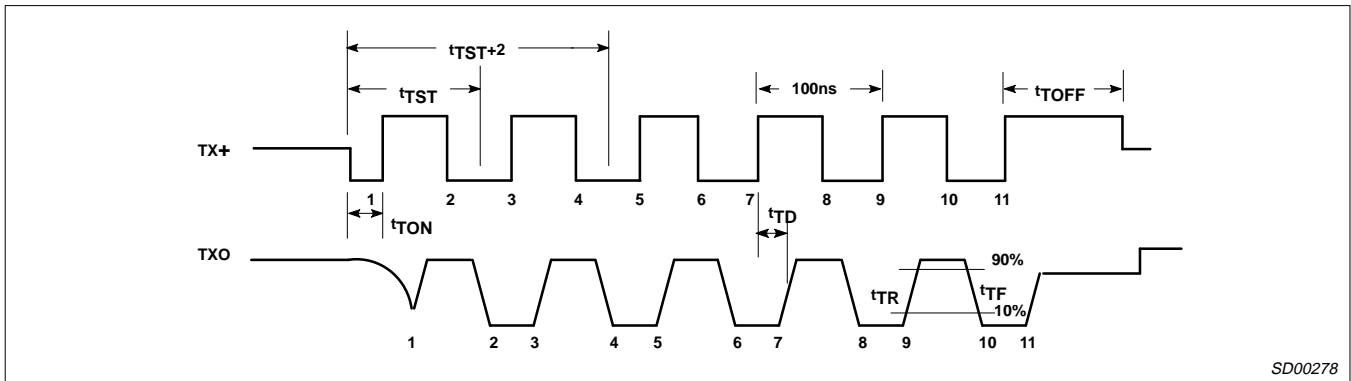 tTST+2
tTST
100ns
tTOFF
TX+
1 2 3 4 5 6 7 8 9 10 11
tTON
tTD
TXO
90%
tTR
tTF
10%
1 2 3 4 5 6 7 8 9 10 11
SD00278